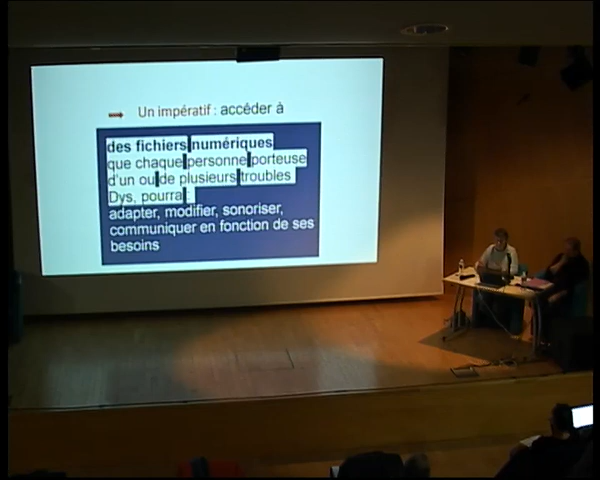 Un impératif : accéder à
des fichiers numériques
que chaque personne porteuse
d'un ou de plusieurs troubles
Dys, pourra :
adapter, modifier, sonoriser,
communiquer en fonction de ses
besoins